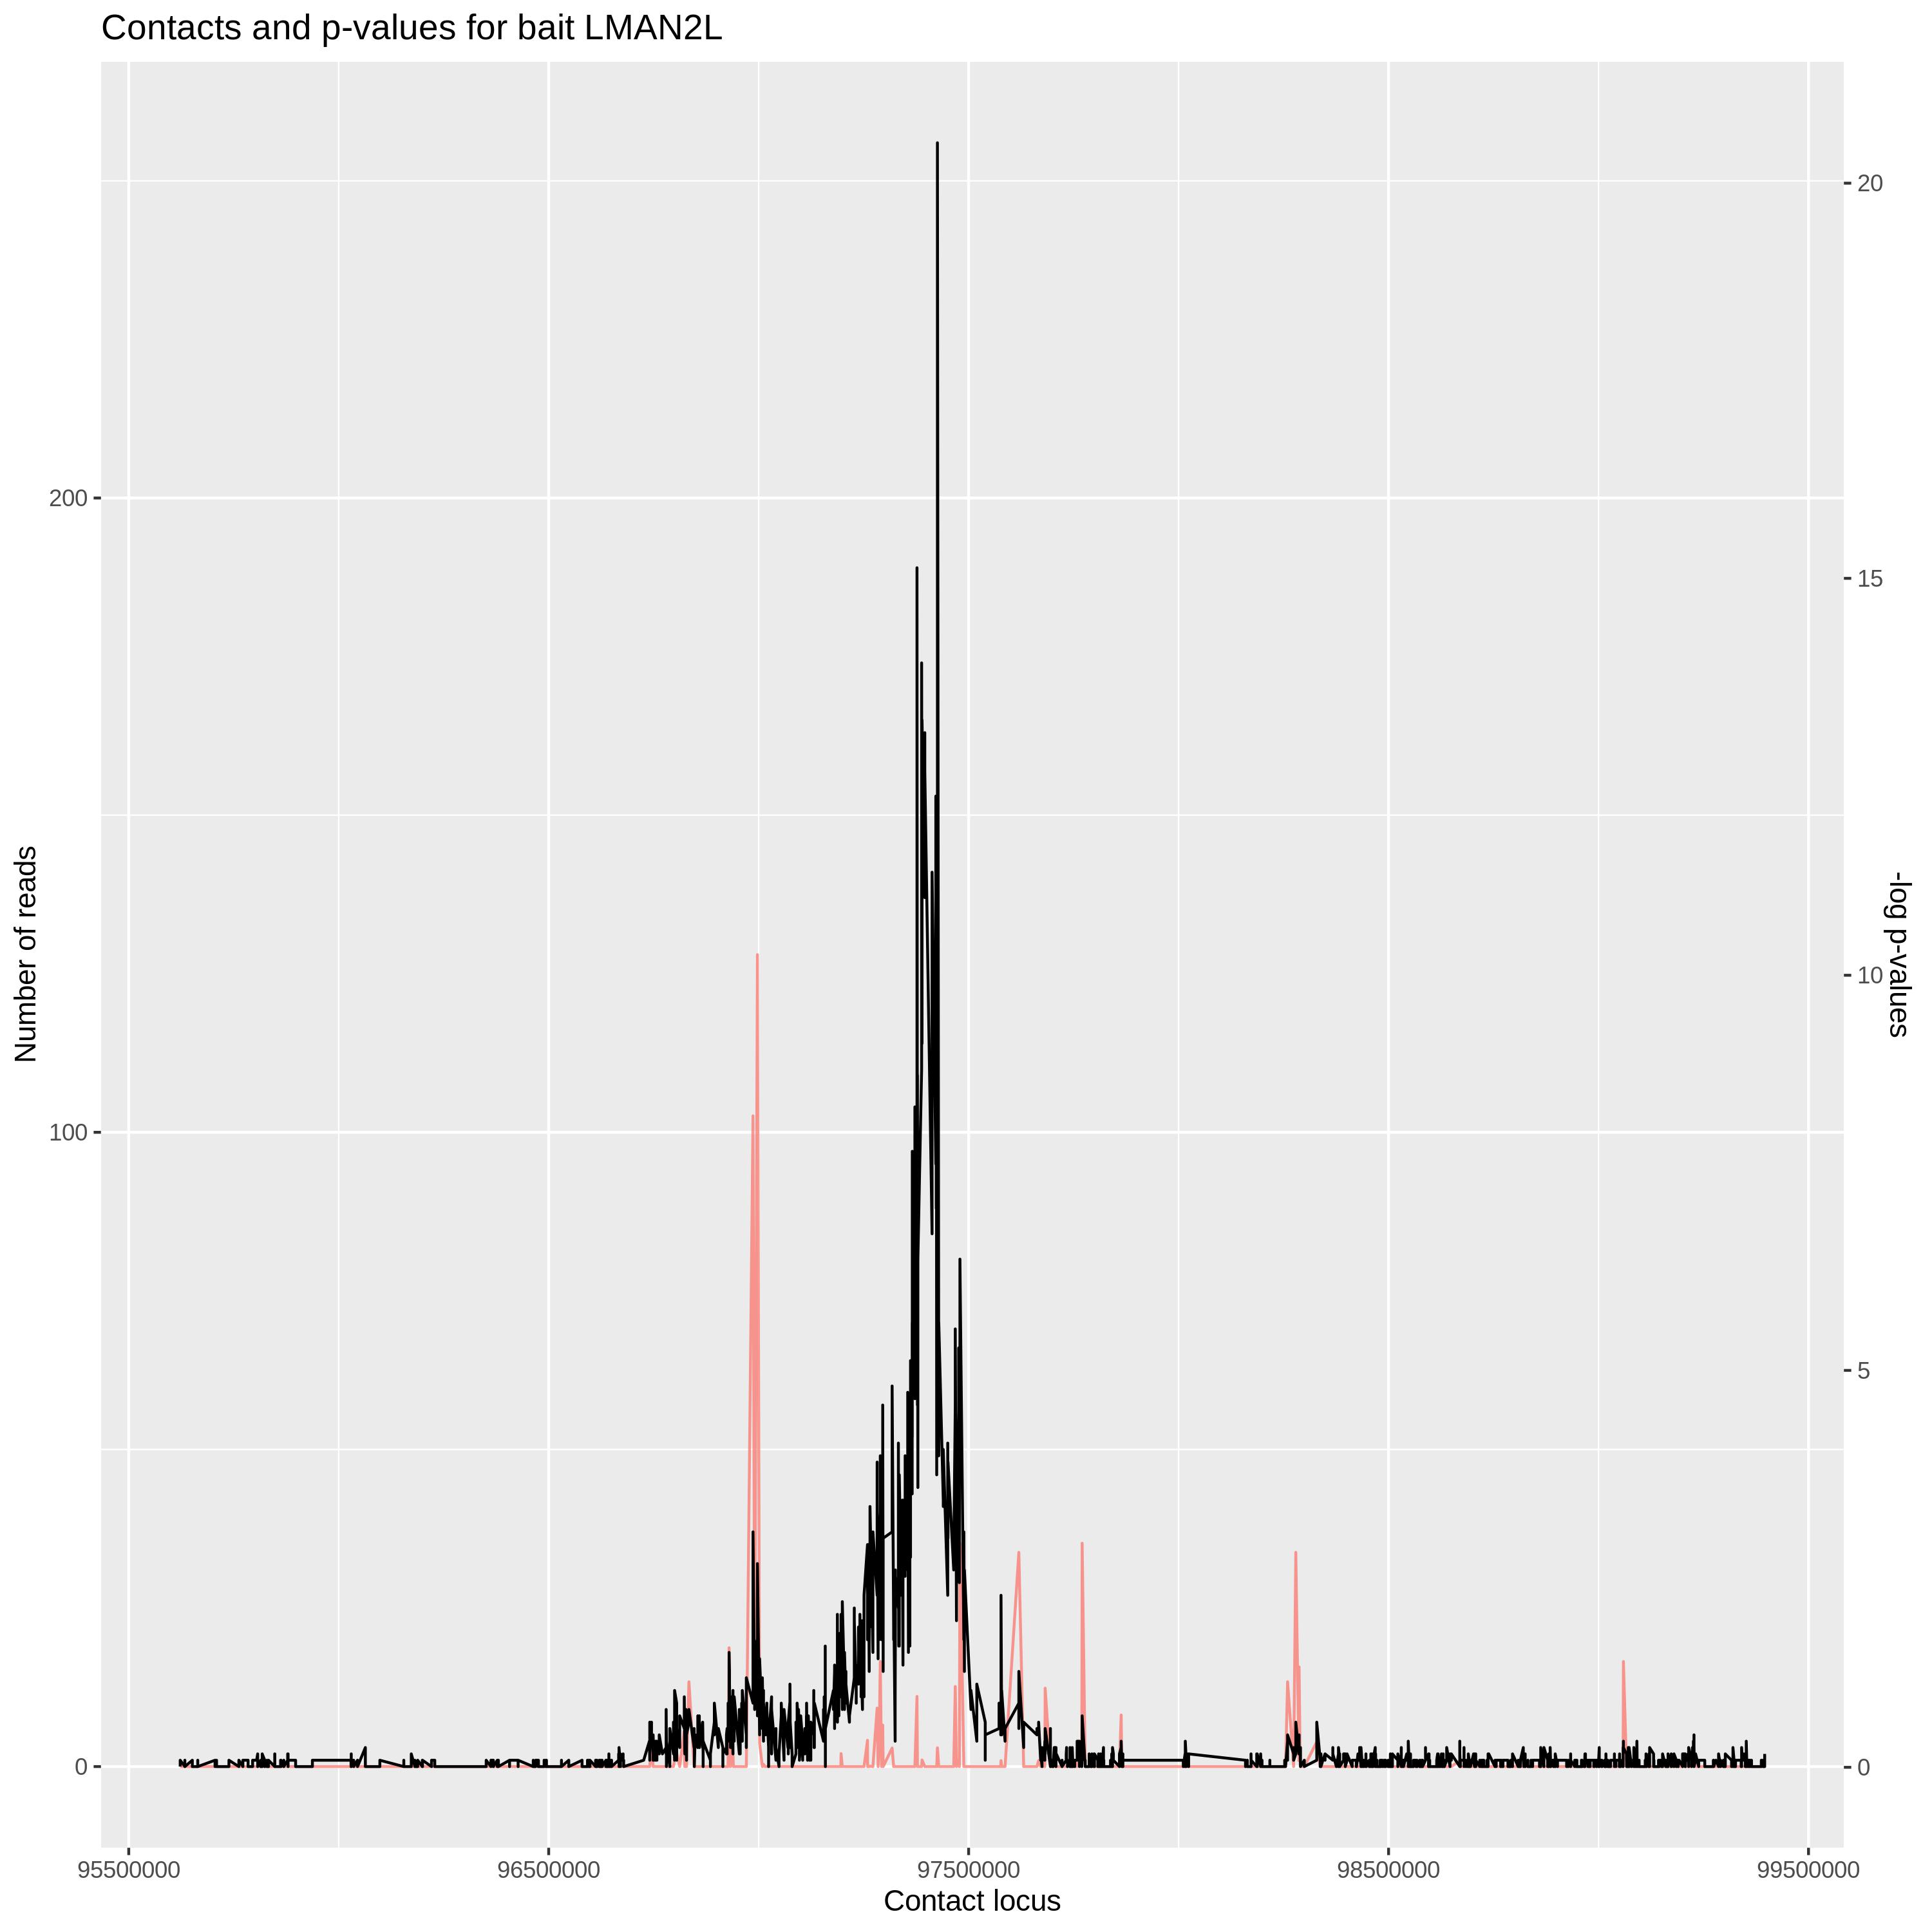 Contacts and p-values for bait LMAN2L
20
200
15
Number of reads
-log p-values
10
100
5
0
0
95500000 96500000 97500000 98500000 99500000
Contact locus